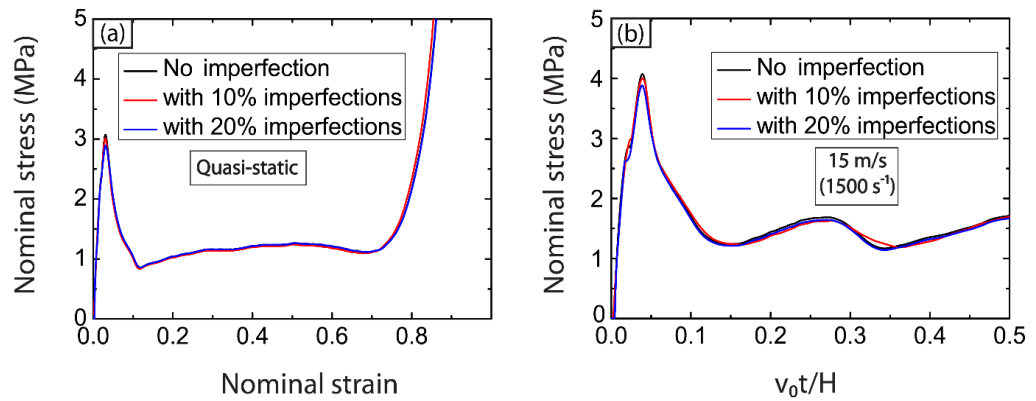 (a)
No imperfection
with 10% imperfections
with 20% imperfections
Quasi-static
Nominal stress (MPa)
5
4
3
2
1
0
0.0 0.2 0.4 0.6 0.8
Nominal strain
(b)
No imperfection
with 10% imperfections
with 20% imperfections
15 m/s
(1500 s⁻¹)
Nominal stress (MPa)
5
4
3
2
1
0
0.0 0.1 0.2 0.3 0.4 0.5
v₀t/H